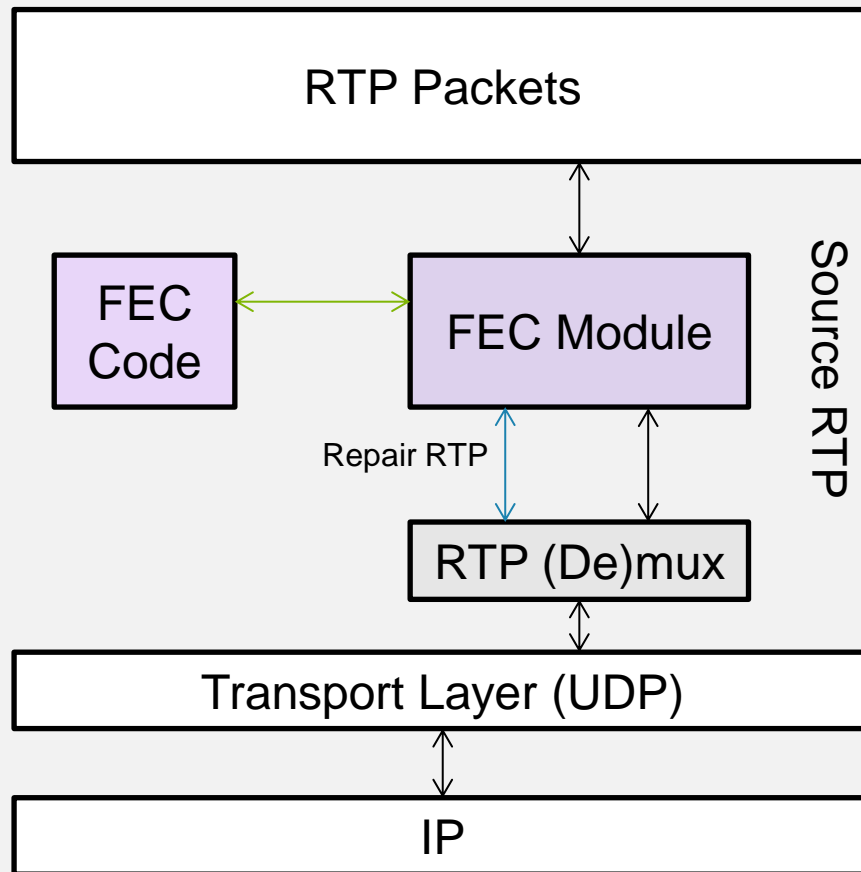 RTP Packets
FEC
Code
FEC Module
Source RTP
Repair RTP
RTP (De)mux
Transport Layer (UDP)
IP